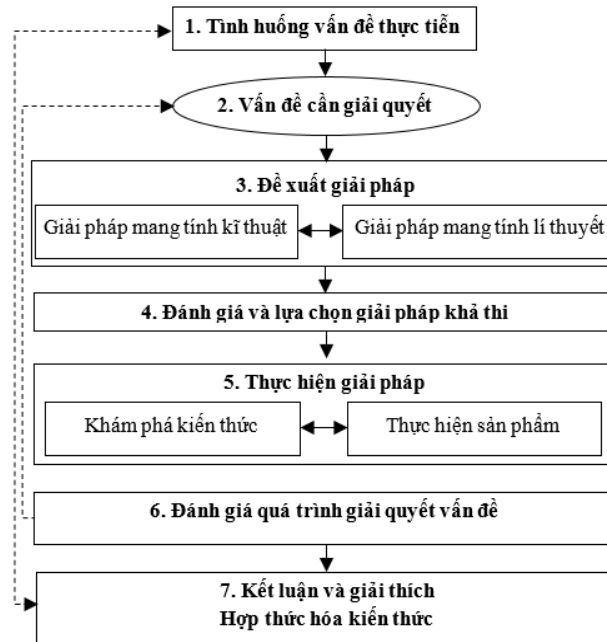 1. Tình huống vấn đề thực tiễn
2. Vấn đề cần giải quyết
3. Đề xuất giải pháp
Giải pháp mang tính kĩ thuật
Giải pháp mang tính lí thuyết
4. Đánh giá và lựa chọn giải pháp khả thi
5. Thực hiện giải pháp
Khám phá kiến thức
Thực hiện sản phẩm
6. Đánh giá quá trình giải quyết vấn đề
7. Kết luận và giải thích
Hợp thức hóa kiến thức